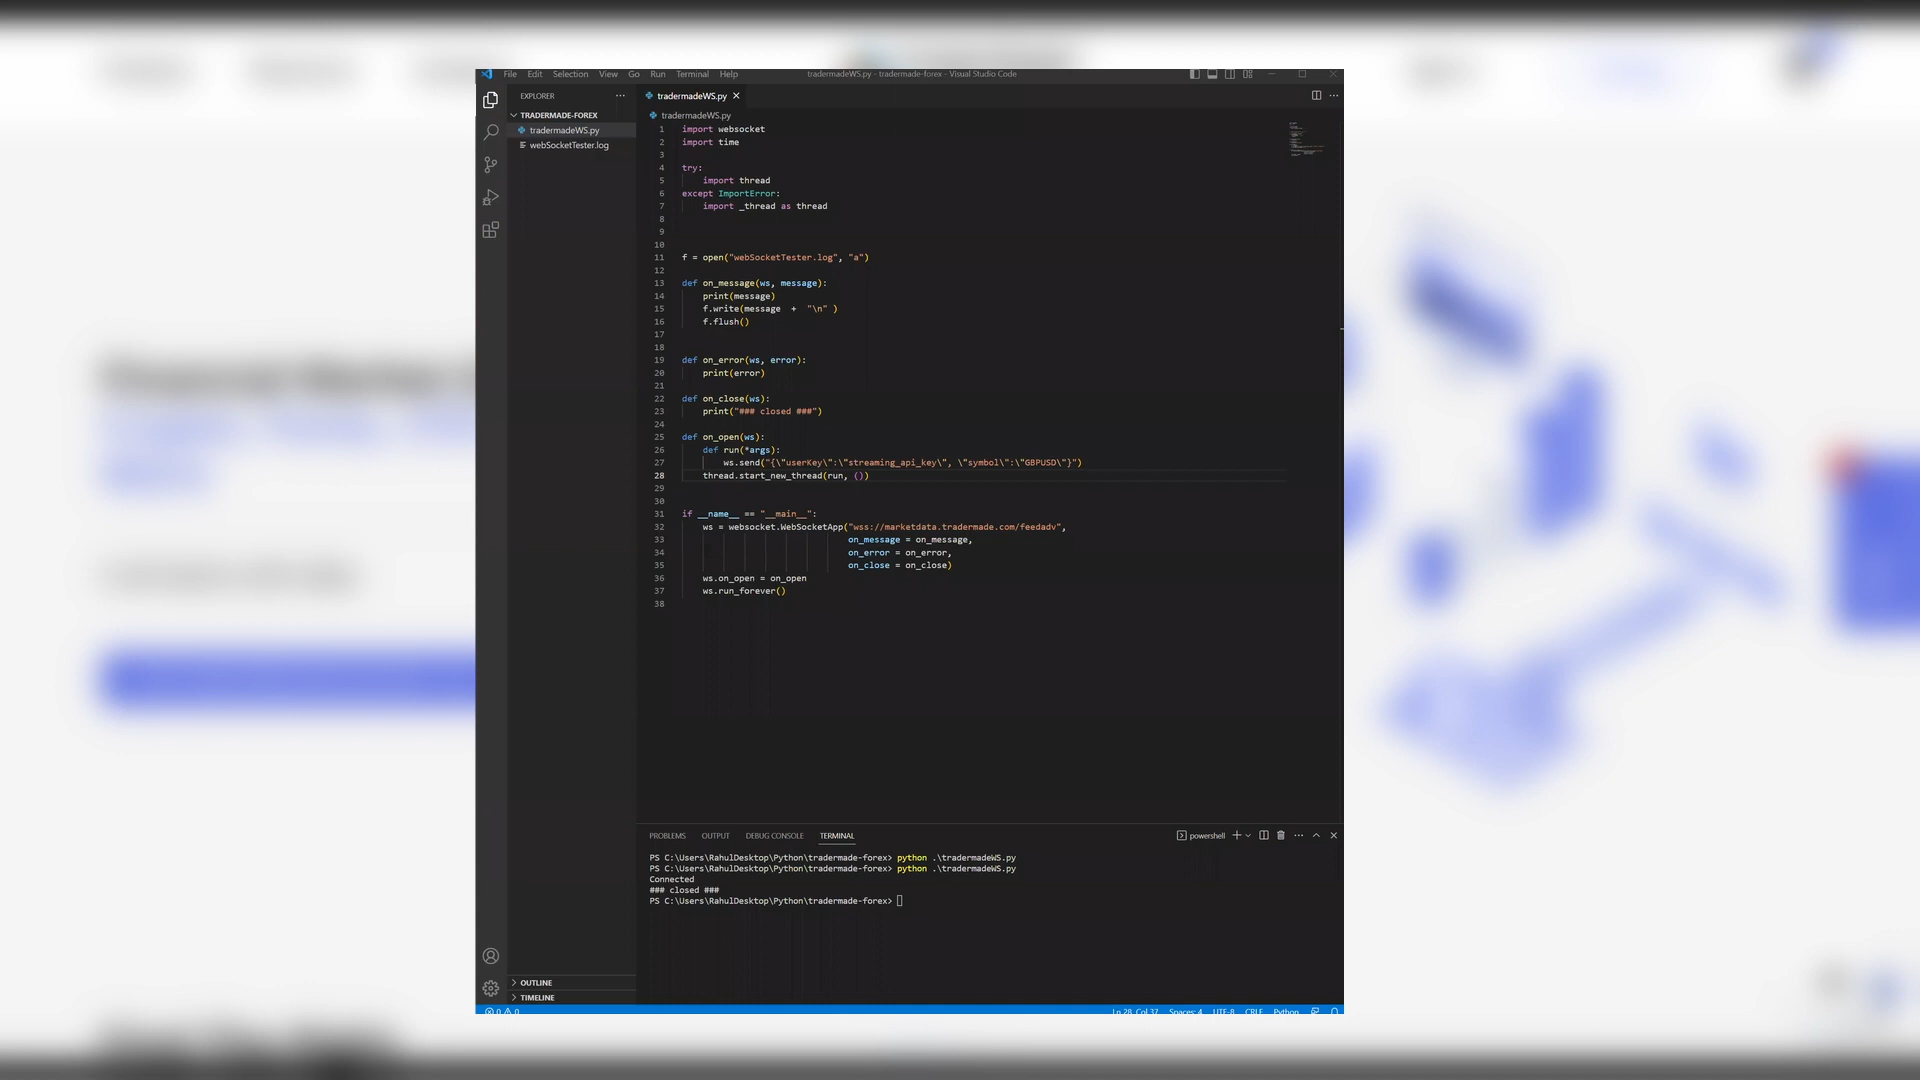 File Edit Selection View Go Run Terminal Help
tradermadeWS.py - tradermade-forex - Visual Studio Code
EXPLORER
TRADERMADE-FOREX
tradermadeWS.py
webSocketTester.log
OUTLINE
TIMELINE
tradermadeWS.py
tradermadeWS.py
1 import websocket
2 import time
3
4 try:
5 import thread
6 except ImportError:
7 import _thread as thread
8
9
10
11 f = open("webSocketTester.log", "a")
12
13 def on_message(ws, message):
14 print(message)
15 f.write(message + "\n" )
16 f.flush()
17
18
19 def on_error(ws, error):
20 print(error)
21
22 def on_close(ws):
23 print("### closed ###")
24
25 def on_open(ws):
26 def run(*args):
27 ws.send("{\"userKey\":\"streaming_api_key\", \"symbol\":\"GBPUSD\"}")
28 thread.start_new_thread(run, ())
29
30
31 if __name__ == "__main__":
32 ws = websocket.WebSocketApp("wss://marketdata.tradermade.com/feedadv",
33 on_message = on_message,
34 on_error = on_error,
35 on_close = on_close)
36 ws.on_open = on_open
37 ws.run_forever()
38
PROBLEMS OUTPUT DEBUG CONSOLE TERMINAL
powershell
PS C:\Users\RahulDesktop\Python\tradermade-forex> python .\tradermadeWS.py
PS C:\Users\RahulDesktop\Python\tradermade-forex> python .\tradermadeWS.py
Connected
### closed ###
PS C:\Users\RahulDesktop\Python\tradermade-forex>
0 0 Ln 28, Col 37 Spaces: 4 UTF-8 CRLF Python